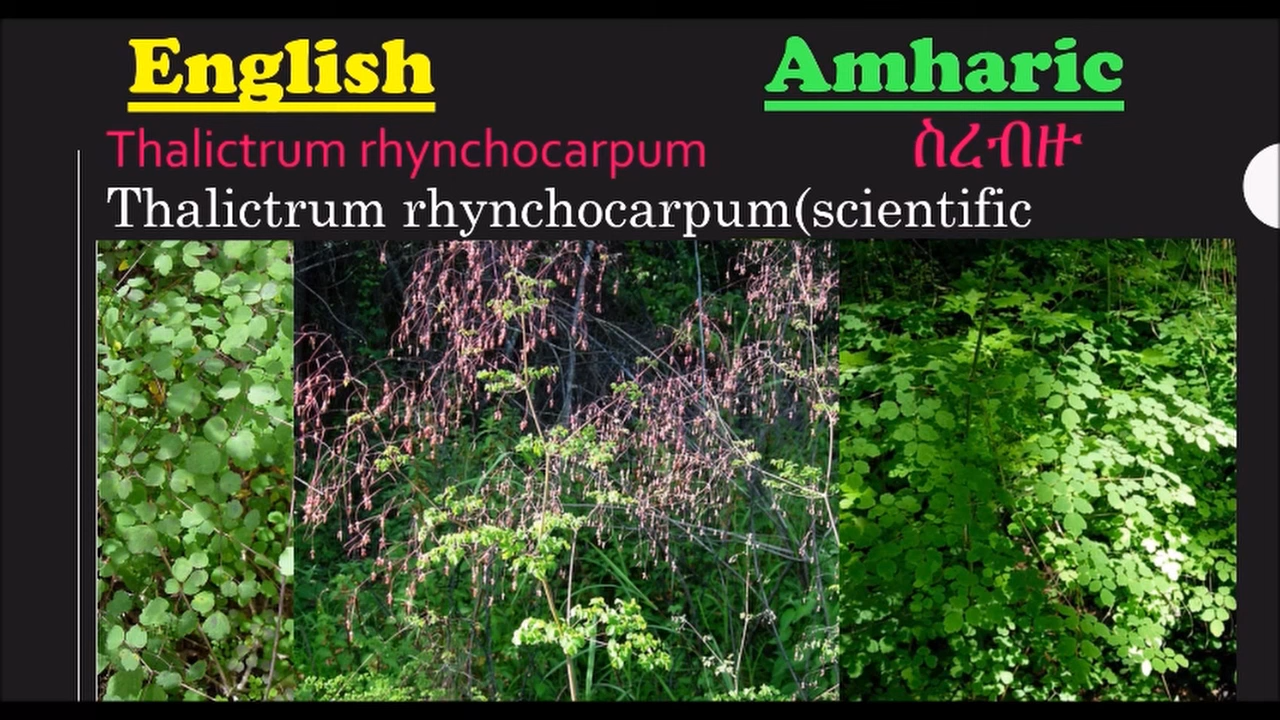 English Amharic
Thalictrum rhynchocarpum ስረብዙ
Thalictrum rhynchocarpum(scientific